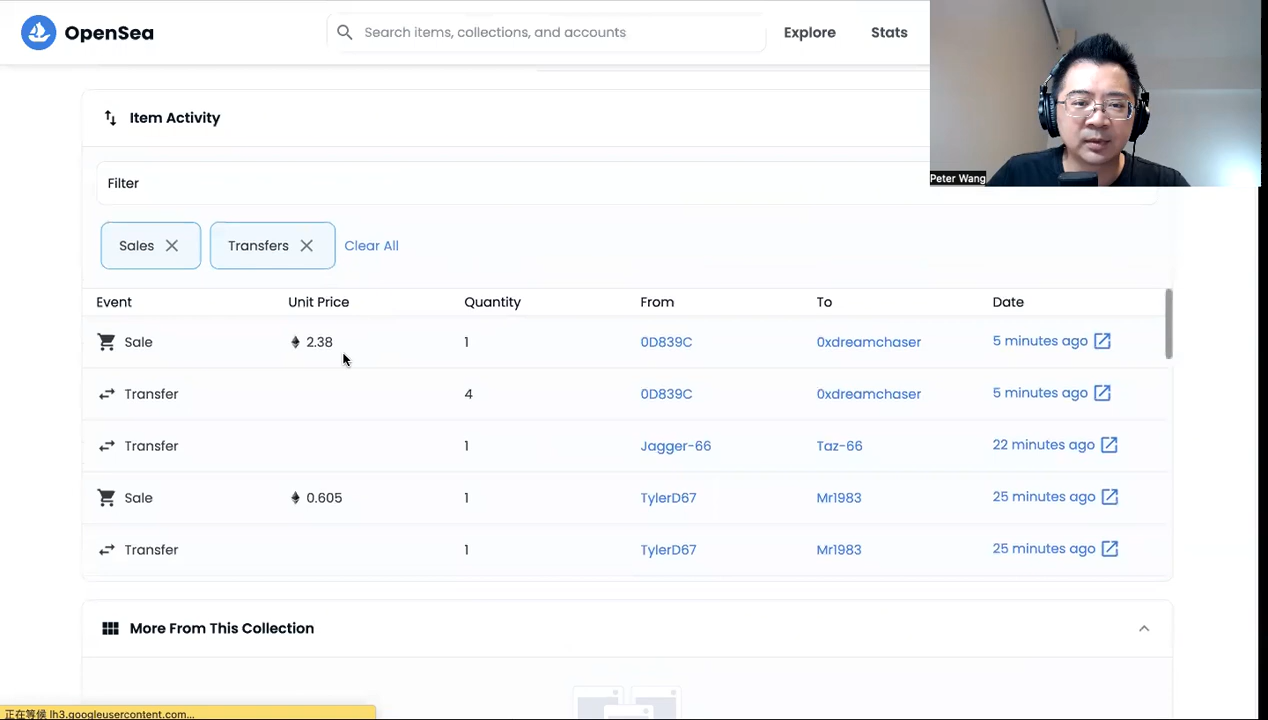 OpenSea
Search items, collections, and accounts
Explore
Stats
Peter Wang
Item Activity
Filter
Sales
Transfers
Clear All
Event Unit Price Quantity From To Date
Sale 2.38 1 0D839C 0xdreamchaser 5 minutes ago
Transfer 4 0D839C 0xdreamchaser 5 minutes ago
Transfer 1 Jagger-66 Taz-66 22 minutes ago
Sale 0.605 1 TylerD67 Mr1983 25 minutes ago
Transfer 1 TylerD67 Mr1983 25 minutes ago
More From This Collection
正在等候 lh3.googleusercontent.com...